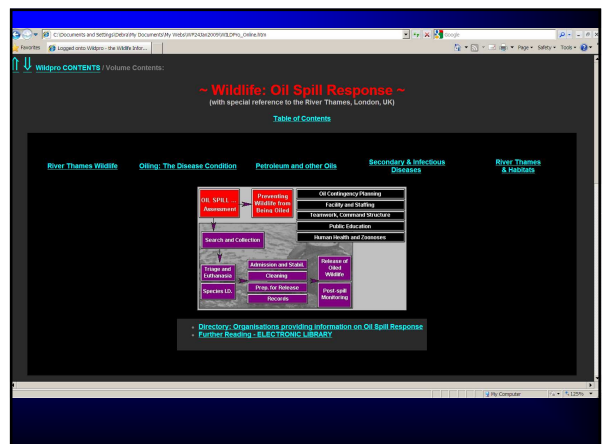 C:\Documents and Settings\Debra\My Documents\My Webs\WP24Jan2009\WILDPro_Online.htm
Google
Favorites
Logged onto Wildpro - the Wildlife Infor...
Page
Safety
Tools
Wildpro CONTENTS / Volume Contents:
~ Wildlife: Oil Spill Response ~
(with special reference to the River Thames, London, UK)
Table of Contents
River Thames Wildlife
Oiling: The Disease Condition
Petroleum and other Oils
Secondary & Infectious
Diseases
River Thames
& Habitats
OIL SPILL ...
Assessment
Preventing
Wildlife from
Being Oiled
Oil Contingency Planning
Facility and Staffing
Teamwork, Command Structure
Public Education
Human Health and Zoonoses
Search and Collection
Triage and
Euthanasia
Species I.D.
Admission and Stabil.
Cleaning
Prep. for Release
Records
Release of
Oiled
Wildlife
Post-spill
Monitoring
Directory: Organisations providing information on Oil Spill Response
Further Reading - ELECTRONIC LIBRARY
My Computer
125%